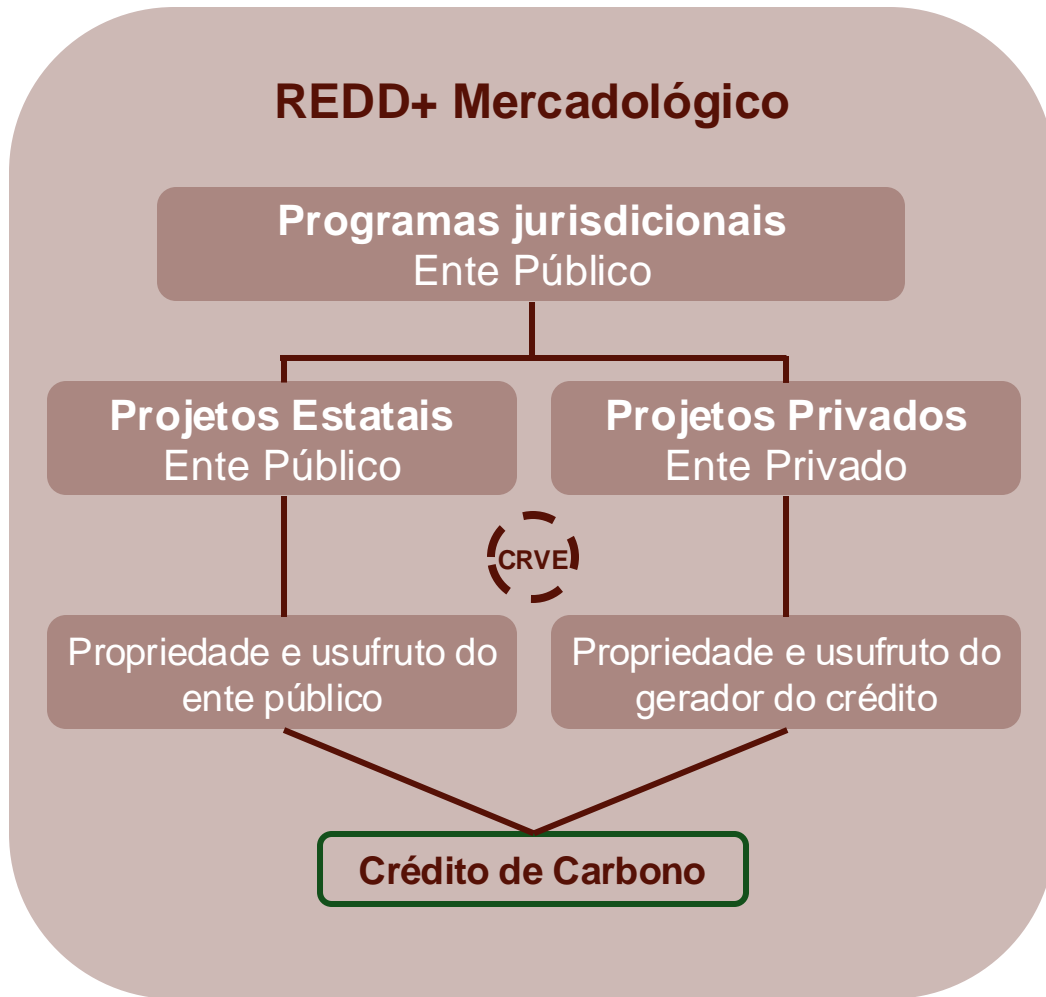 REDD+ Mercadológico
Programas jurisdicionais
Ente Público
Projetos Estatais
Ente Público
Projetos Privados
Ente Privado
CRVE
Propriedade e usufruto do
ente público
Propriedade e usufruto do
gerador do crédito
Crédito de Carbono